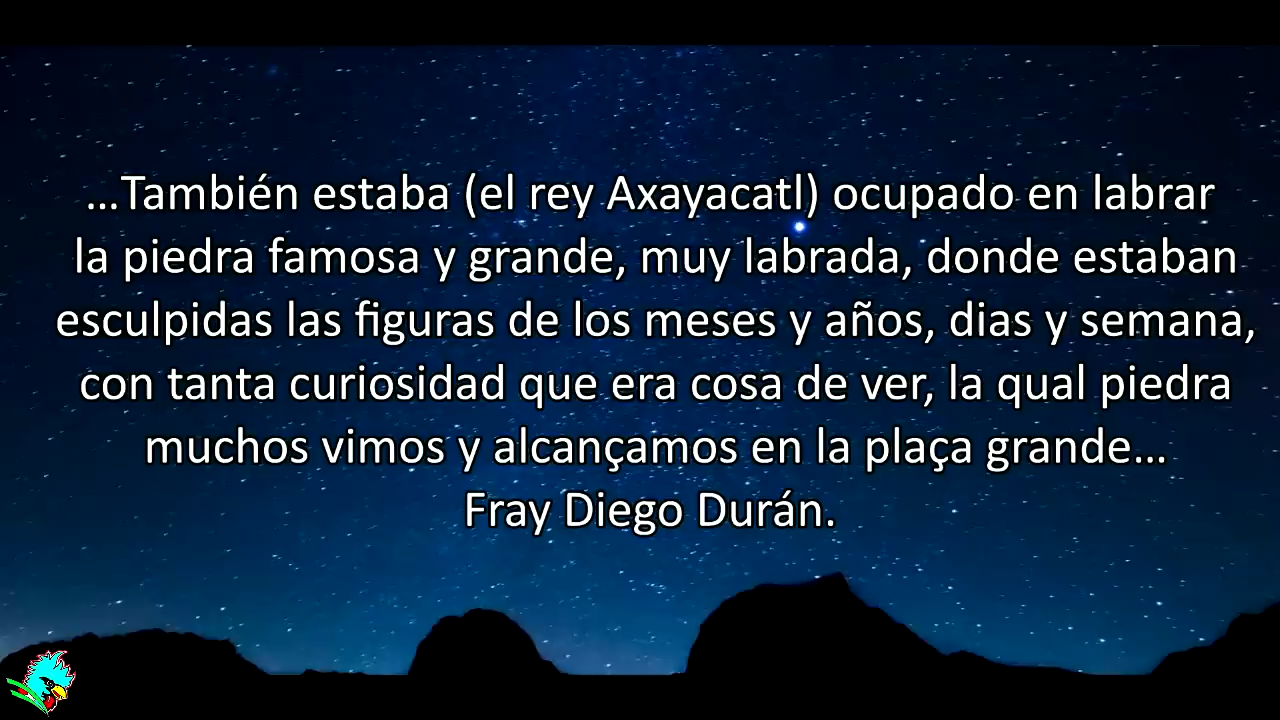 ...También estaba (el rey Axayacatl) ocupado en labrar
la piedra famosa y grande, muy labrada, donde estaban
esculpidas las figuras de los meses y años, dias y semana,
con tanta curiosidad que era cosa de ver, la qual piedra
muchos vimos y alcançamos en la plaça grande...
Fray Diego Durán.